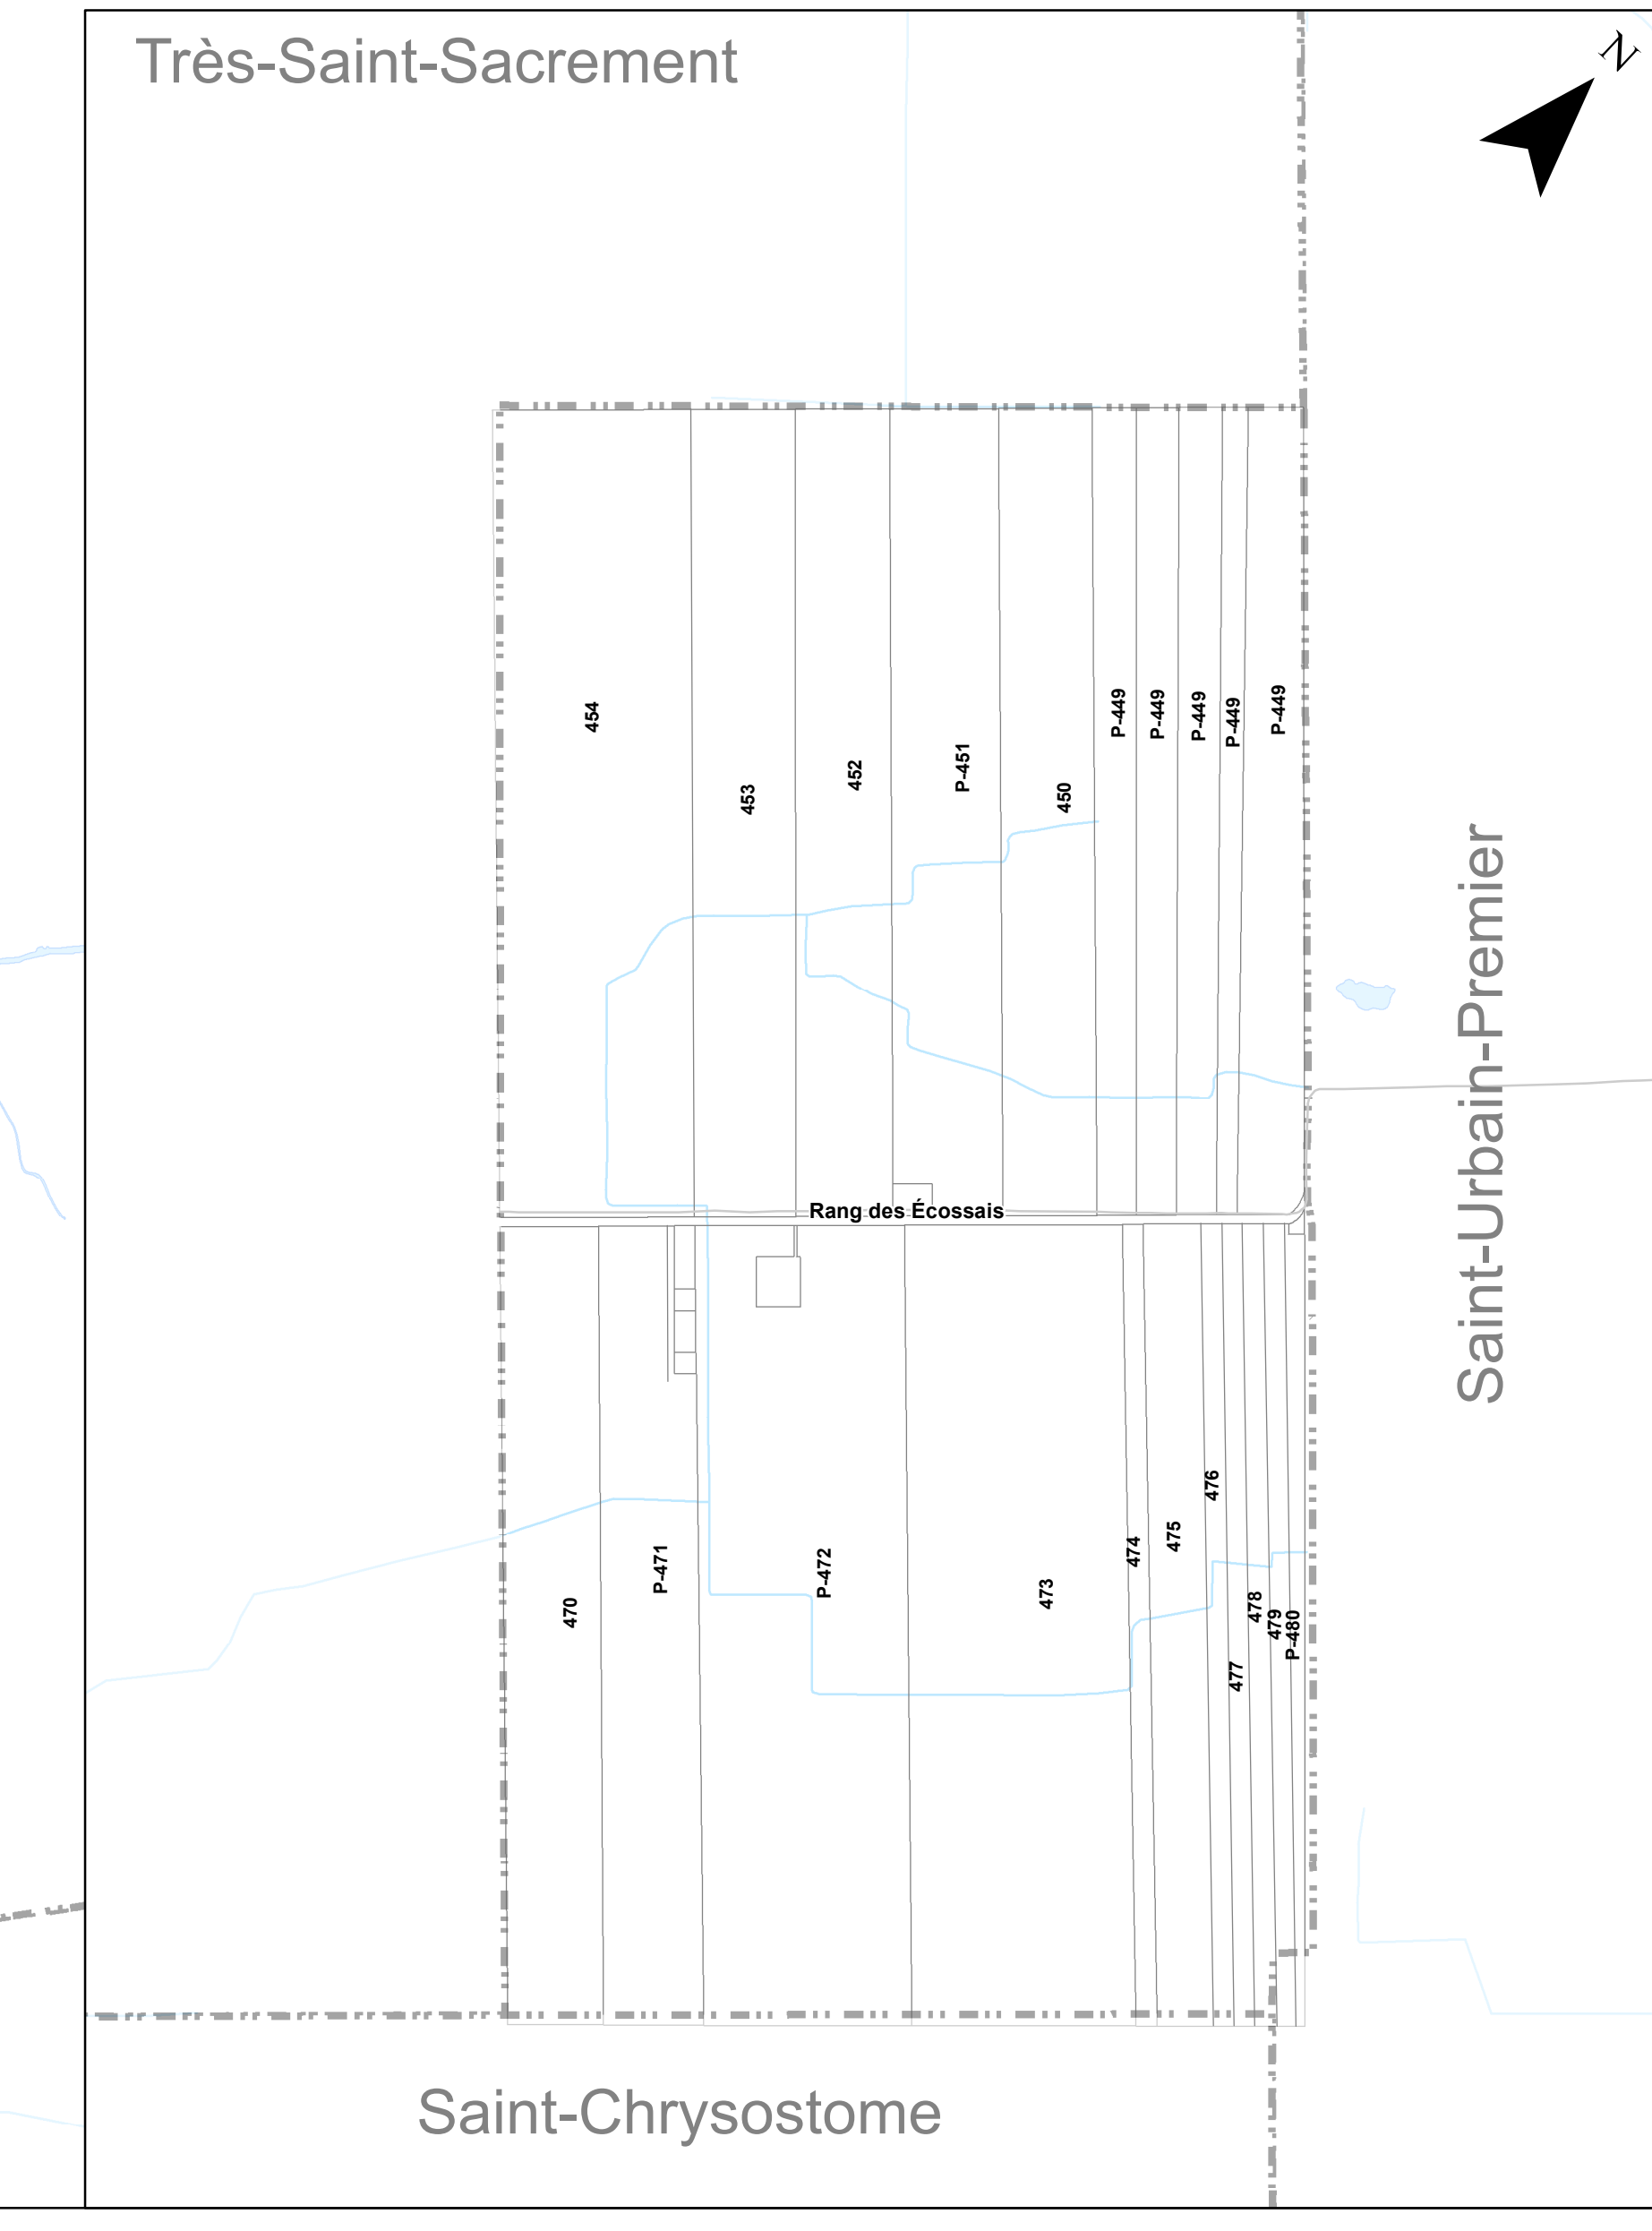 Très-Saint-Sacrement
N
454
453
452
P-451
450
P-449
P-449
P-449
P-449
P-449
Saint-Urbain-Premier
Rang des Écossais
470
P-471
P-472
473
474
475
476
477
478
479
P-480
Saint-Chrysostome